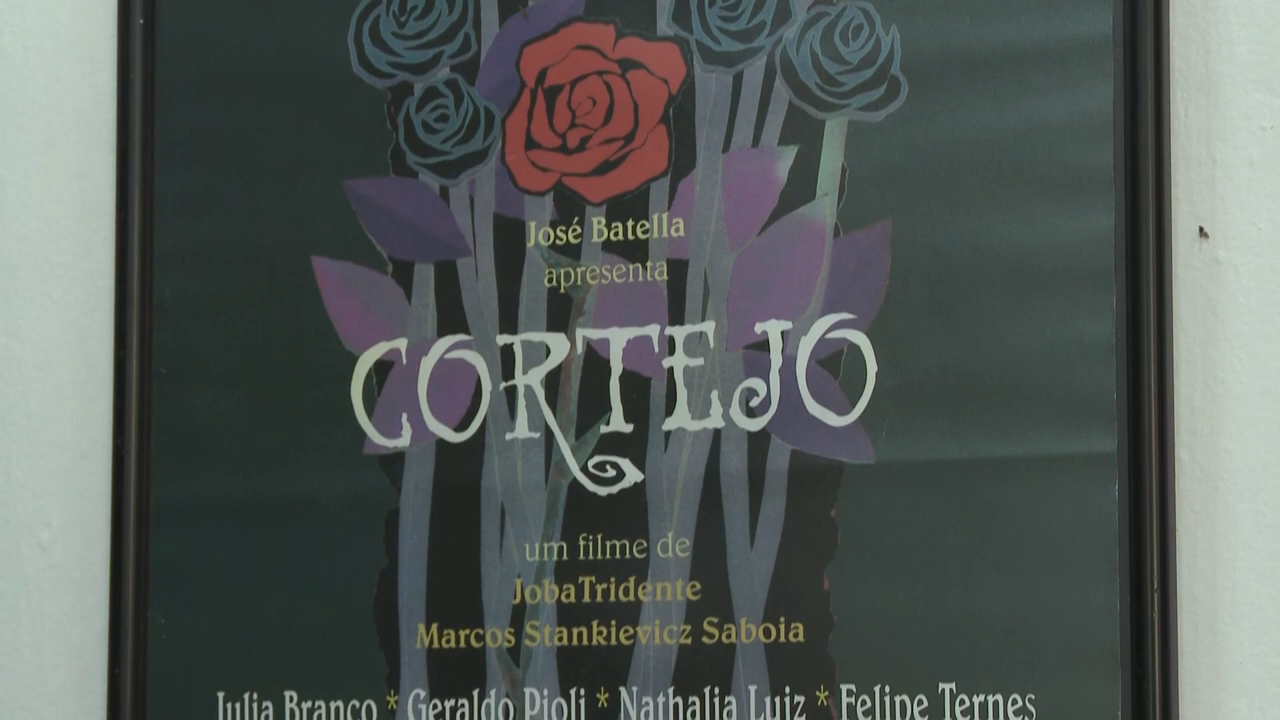 José Batella
apresenta
CORTEJO
um filme de
JobaTridente
Marcos Stankievicz Saboia
Julia Branco * Geraldo Pioli * Nathalia Luiz * Felipe Ternes